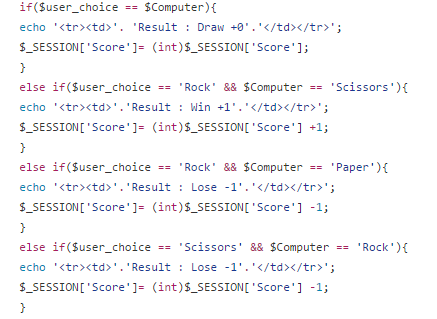 if($user_choice == $Computer){
echo '<tr><td>'. 'Result : Draw +0'.'</td></tr>';
$_SESSION['Score']= (int)$_SESSION['Score'];
}
else if($user_choice == 'Rock' && $Computer == 'Scissors'){
echo '<tr><td>'.'Result : Win +1'.'</td></tr>';
$_SESSION['Score']= (int)$_SESSION['Score'] +1;
}
else if($user_choice == 'Rock' && $Computer == 'Paper'){
echo '<tr><td>'.'Result : Lose -1'.'</td></tr>';
$_SESSION['Score']= (int)$_SESSION['Score'] -1;
}
else if($user_choice == 'Scissors' && $Computer == 'Rock'){
echo '<tr><td>'.'Result : Lose -1'.'</td></tr>';
$_SESSION['Score']= (int)$_SESSION['Score'] -1;
}